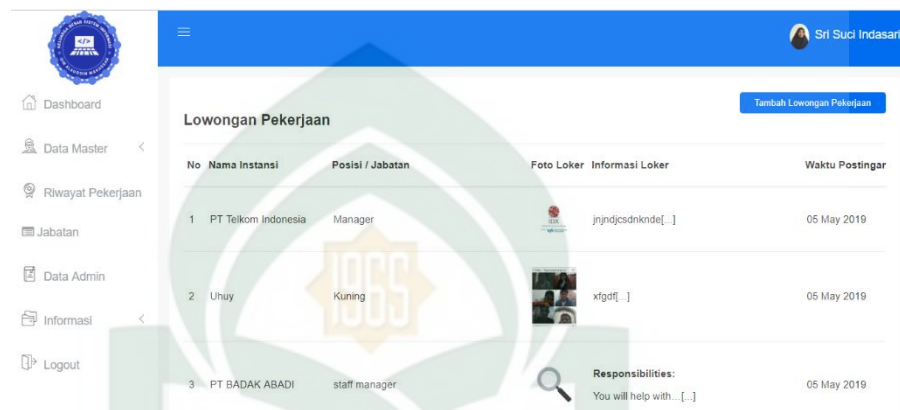 Sri Suci Indasari
Dashboard
Data Master
Riwayat Pekerjaan
Jabatan
Data Admin
Informasi
Logout
Lowongan Pekerjaan
Tambah Lowongan Pekerjaan
No Nama Instansi Posisi / Jabatan Foto Loker Informasi Loker Waktu Postingan
1 PT Telkom Indonesia Manager jnjndjcsdnknde[...] 05 May 2019
2 Uhuy Kuning xfgdf[...] 05 May 2019
3 PT BADAK ABADI staff manager Responsibilities: 05 May 2019
You will help with...[...]
1965